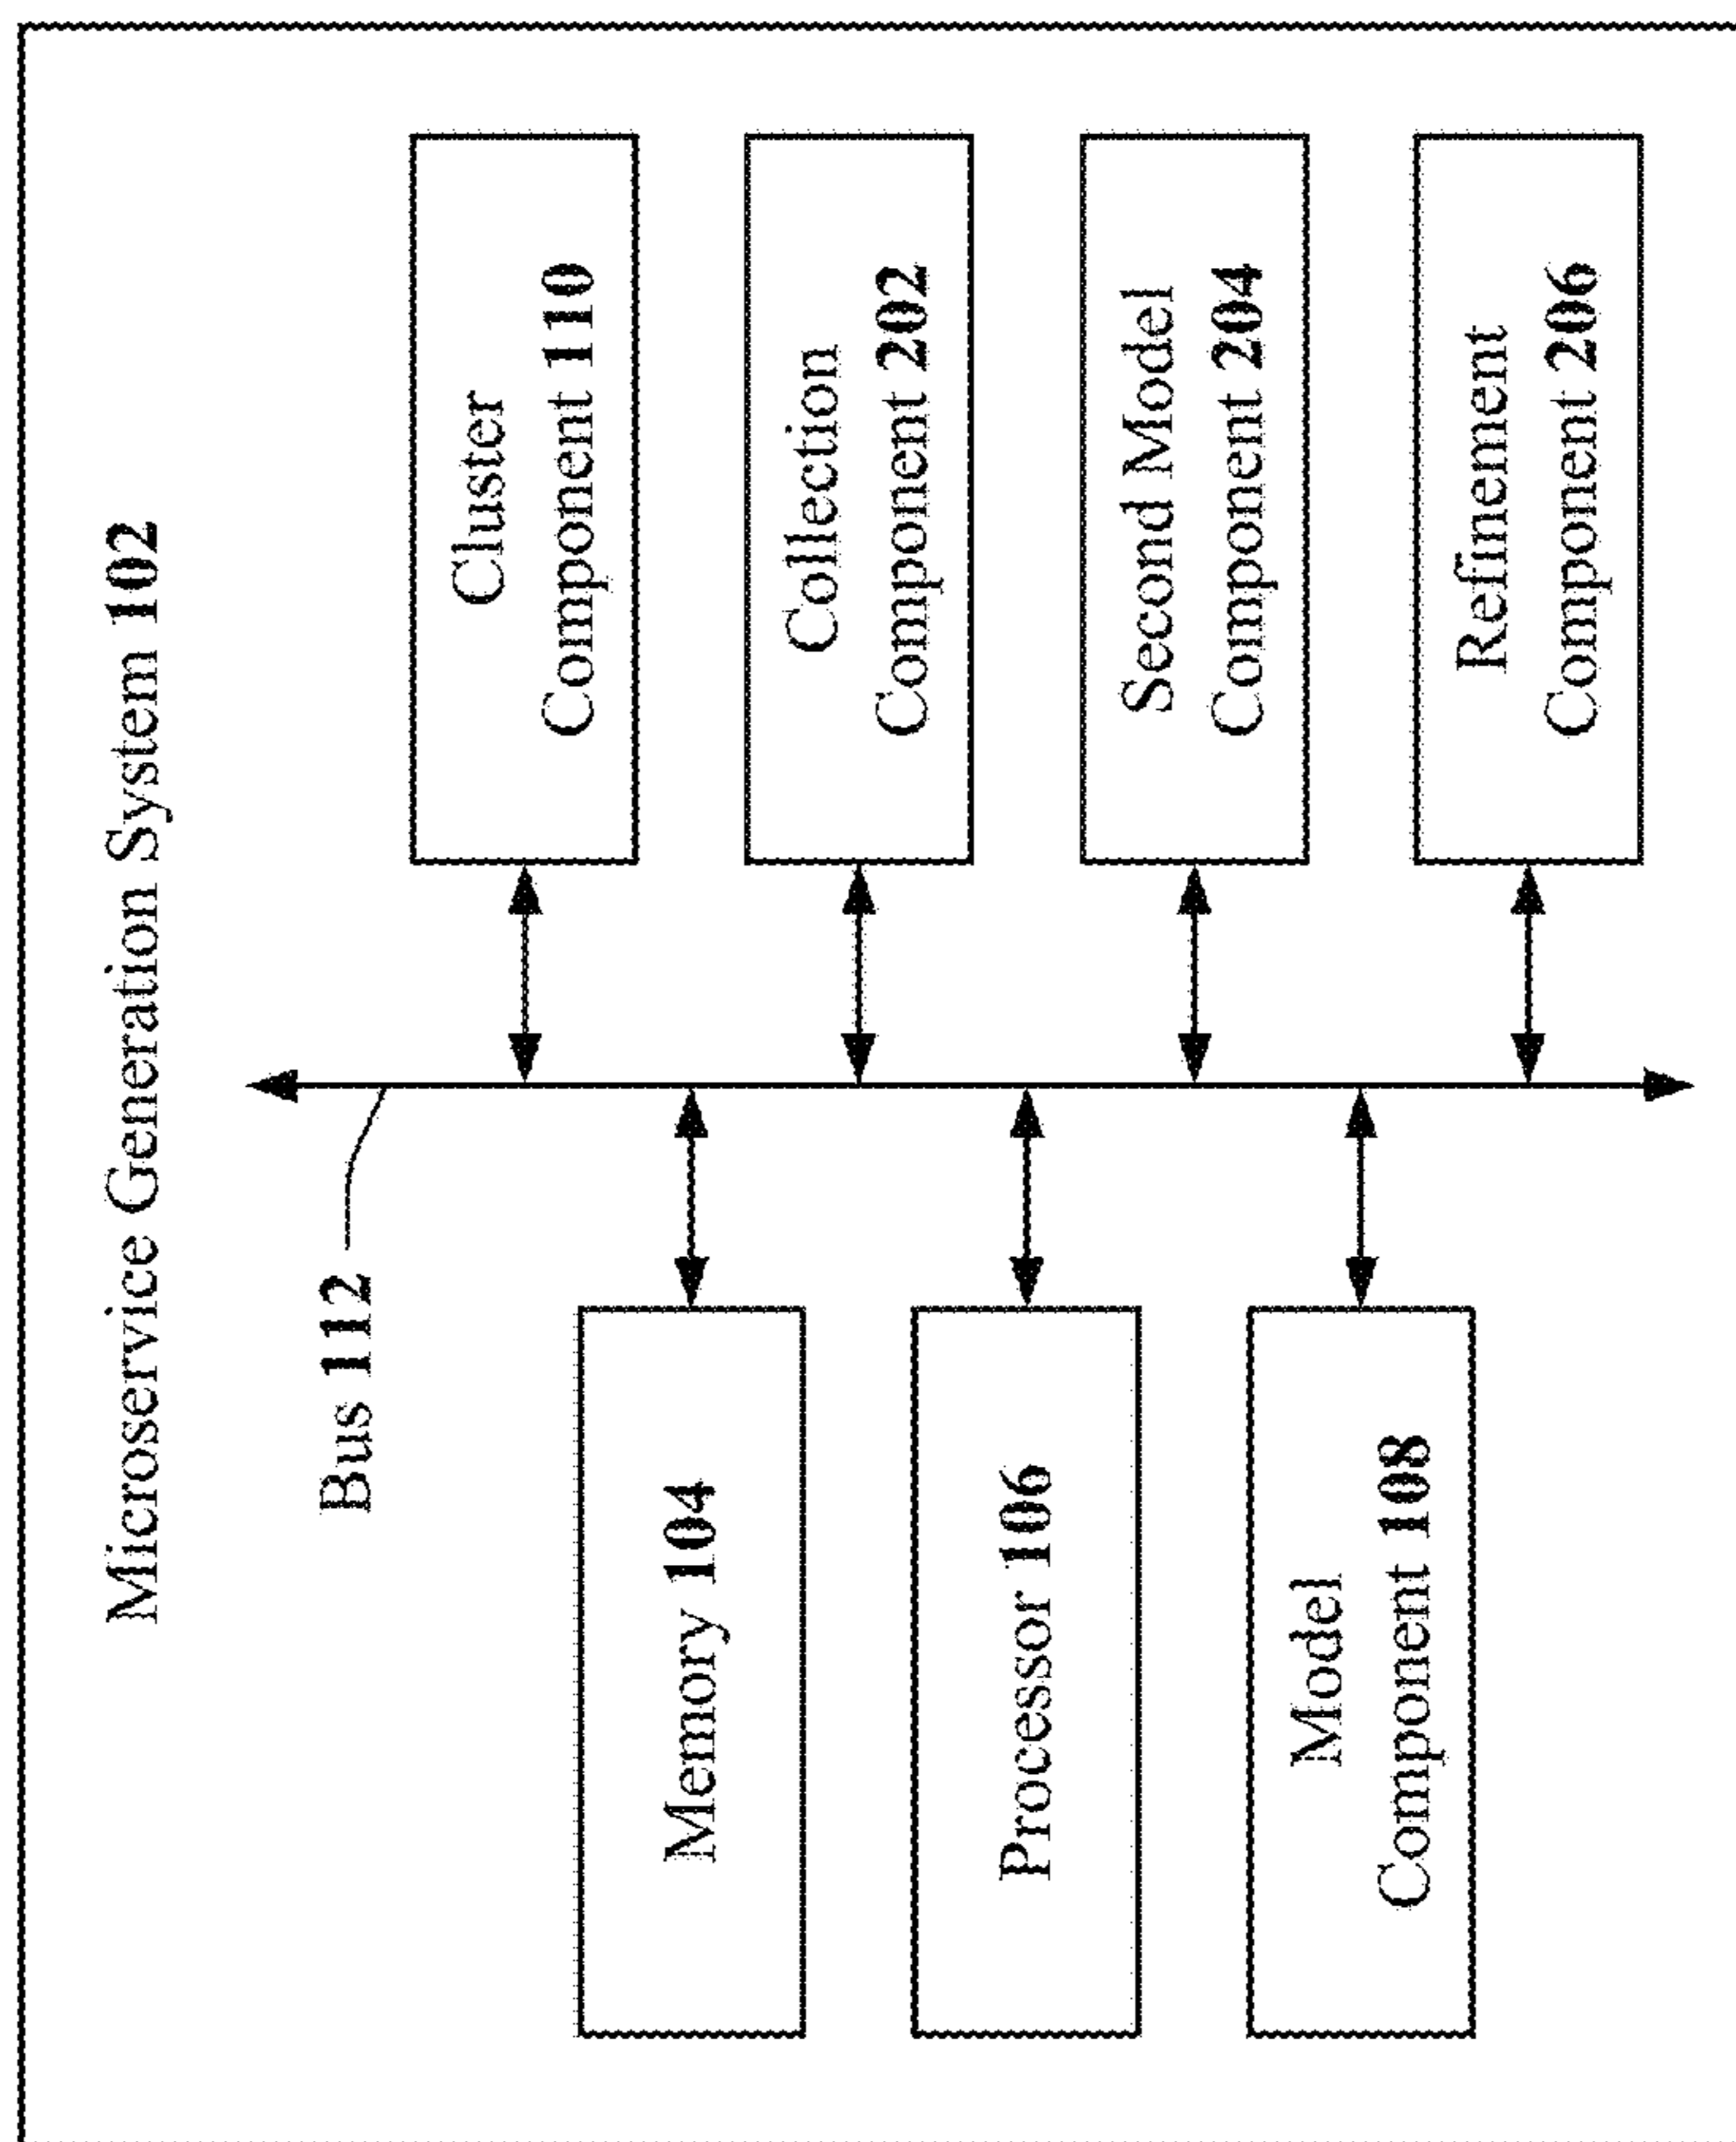 Microservice Generation System 102
Bus 112
Memory 104
Processor 106
Model
Component 108
Cluster
Component 110
Collection
Component 202
Second Model
Component 204
Refinement
Component 206